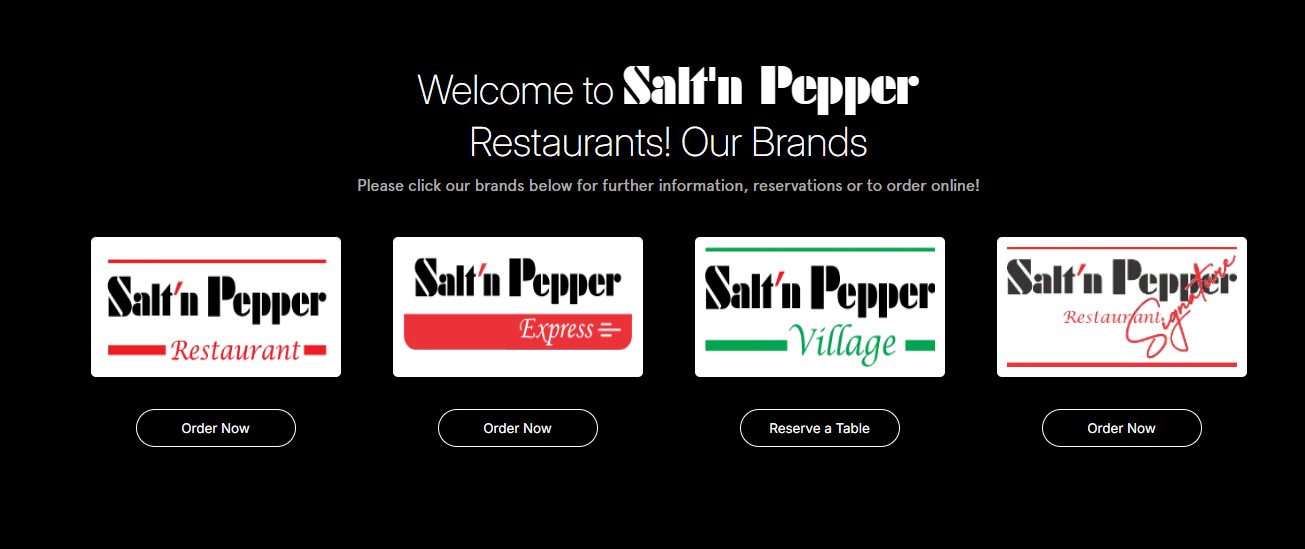 Welcome to Salt'n Pepper
Restaurants! Our Brands
Please click our brands below for further information, reservations or to order online!
Salt'n Pepper
Restaurant
Salt'n Pepper
Express
Salt'n Pepper
Village
Salt'n Pepper
Restaurant Signature
Order Now
Order Now
Reserve a Table
Order Now